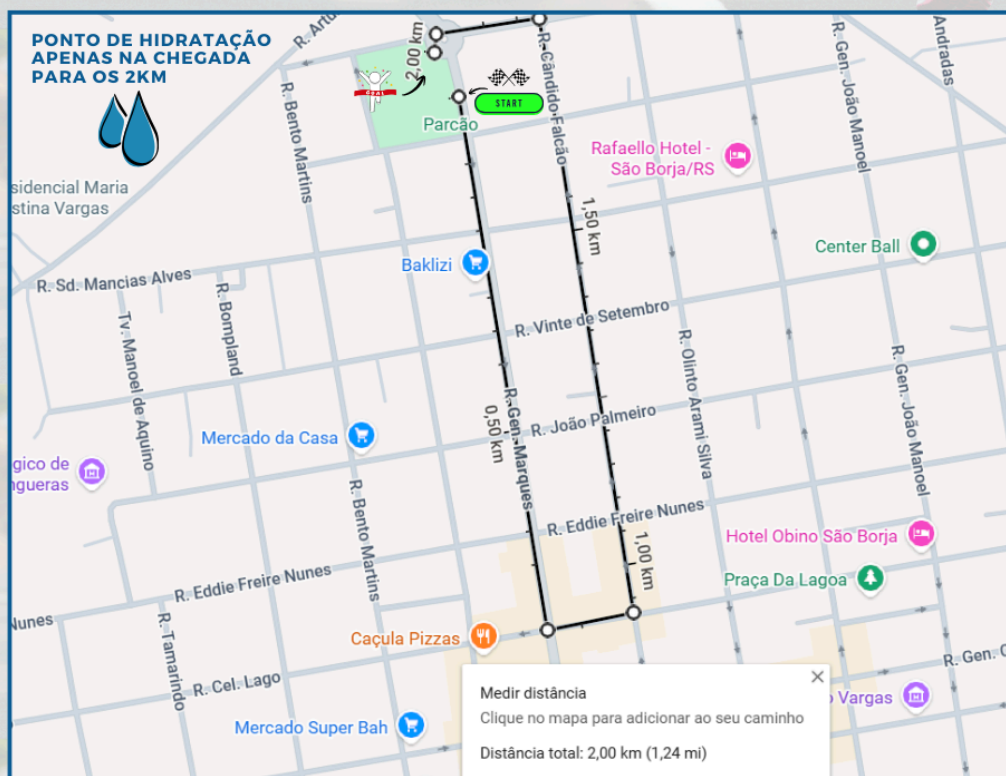 PONTO DE HIDRATAÇÃO
APENAS NA CHEGADA
PARA OS 2KM
R. Artu
2,00 km
GOAL
START
Parcão
R. Cândido Falcão
R. Gen. João Manoel
Andradas
R. Bento Martins
Rafaello Hotel -
São Borja/RS
sidencial Maria
stina Vargas
1,50 km
Center Ball
Baklizi
R. Sd. Mancias Alves
R. Bompland
Tv. Manoel de Aquino
R. Vinte de Setembro
R. Olinto Arami Silva
R. Gen. João Manoel
R. Gen. Marques
0,50 km
R. João Palmeiro
Mercado da Casa
gico de
ngueras
R. Bento Martins
R. Eddie Freire Nunes
1,00 km
Hotel Obino São Borja
Praça Da Lagoa
R. Eddie Freire Nunes
Nunes
R. Tamarindo
Caçula Pizzas
R. Cel. Lago
R. Gen. O
Vargas
Mercado Super Bah
Medir distância
Clique no mapa para adicionar ao seu caminho
Distância total: 2,00 km (1,24 mi)